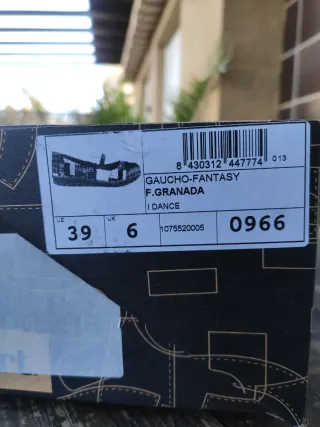 8 430312 447774 013
GAUCHO-FANTASY
F.GRANADA
I DANCE
UE 39 UK 6 1075520005 0966